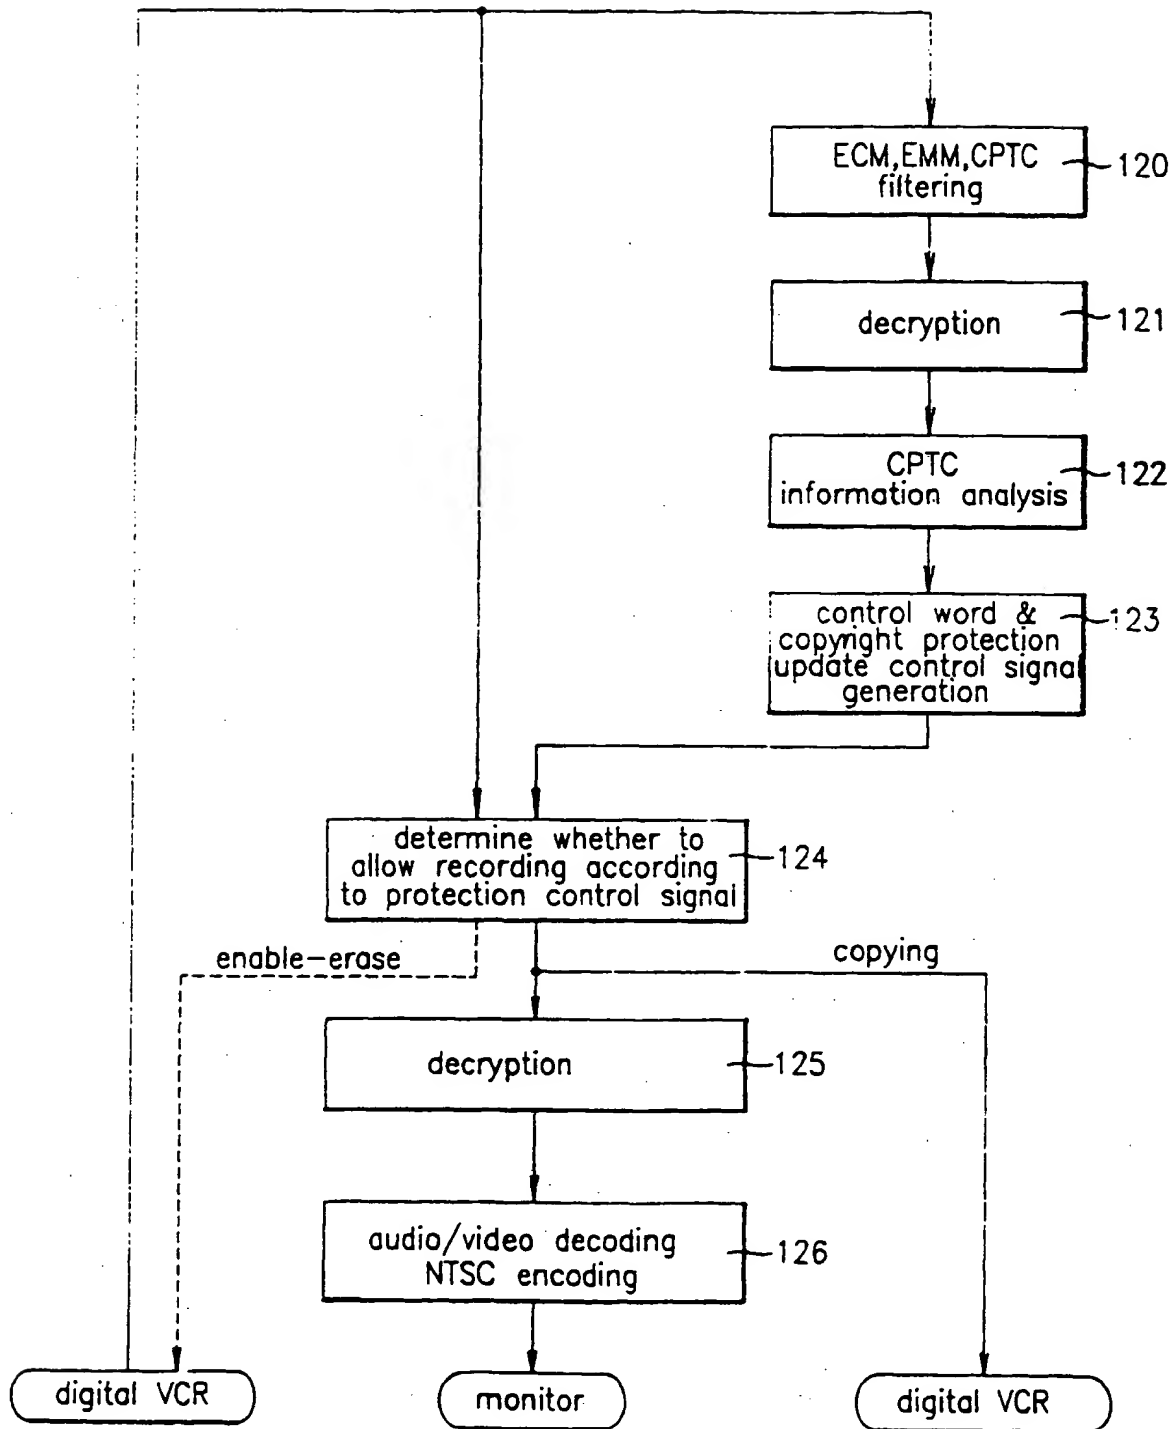 ECM,EMM,CPTC
filtering
120
decryption
121
CPTC
information analysis
122
control word &
copyright protection
update control signal
generation
123
determine whether to
allow recording according
to protection control signal
124
enable-erase
copying
decryption
125
audio/video decoding
NTSC encoding
126
digital VCR
monitor
digital VCR